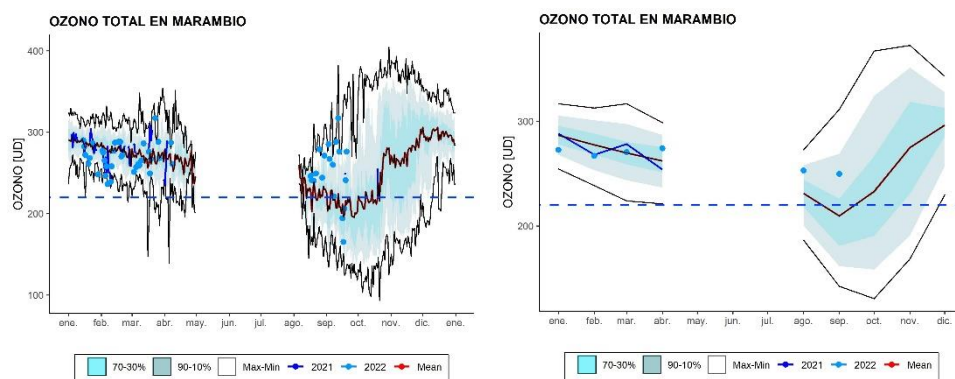 OZONO TOTAL EN MARAMBIO
OZONO [UD]
400
300
200
100
ene. feb. mar. abr. may. jun. jul. ago. sep. oct. nov. dic. ene.
70-30% 90-10% Max-Min 2021 2022 Mean
OZONO TOTAL EN MARAMBIO
OZONO [UD]
300
200
ene. feb. mar. abr. may. jun. jul. ago. sep. oct. nov. dic.
70-30% 90-10% Max-Min 2021 2022 Mean